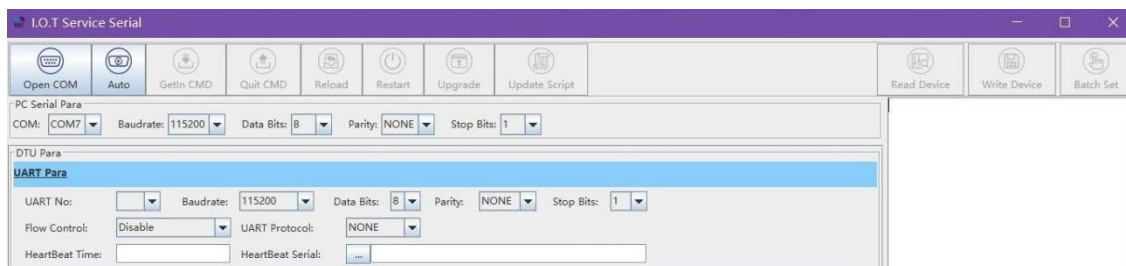 I.O.T Service Serial
Open COM Auto GetIn CMD Quit CMD Reload Restart Upgrade Update Script Read Device Write Device Batch Set
PC Serial Para
COM: COM7 Baudrate: 115200 Data Bits: 8 Parity: NONE Stop Bits: 1
DTU Para
UART Para
UART No: Baudrate: 115200 Data Bits: 8 Parity: NONE Stop Bits: 1
Flow Control: Disable UART Protocol: NONE
HeartBeat Time: HeartBeat Serial: ...